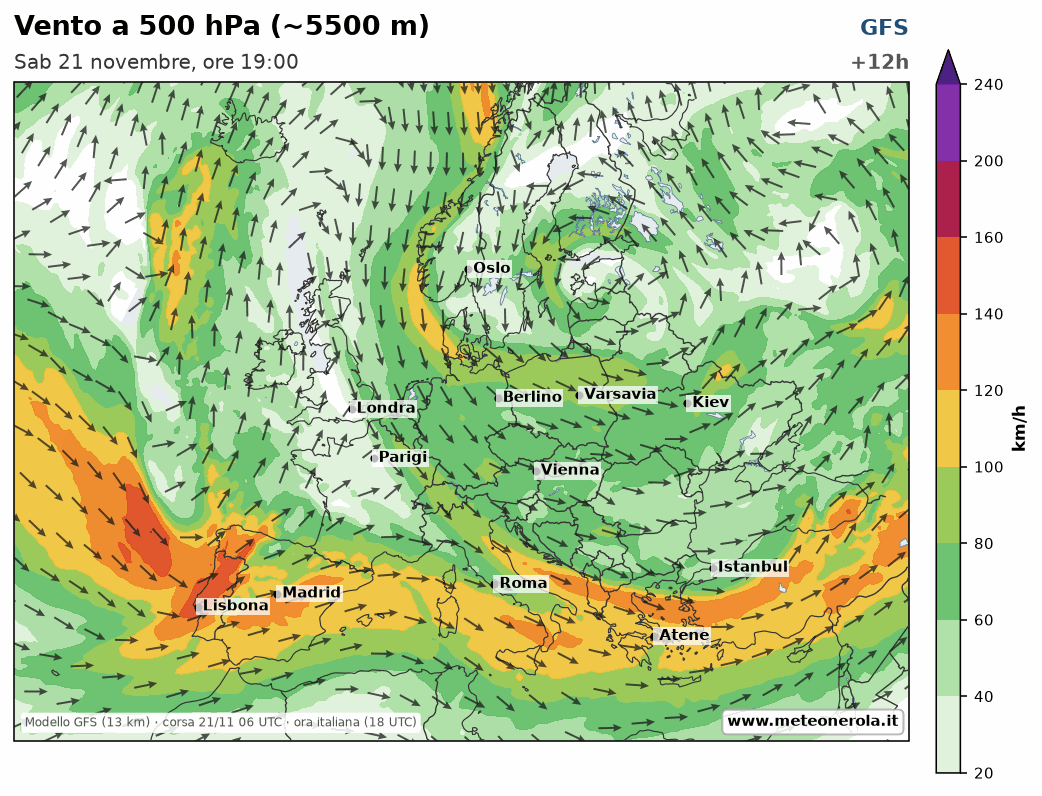 Vento a 500 hPa (~5500 m)
GFS
Sab 21 novembre, ore 19:00
+12h
240
200
160
140
120
100
80
60
40
20
km/h
Oslo
Berlino
Varsavia
Kiev
Londra
Parigi
Vienna
Istanbul
Roma
Madrid
Lisbona
Atene
Modello GFS (13 km) · corsa 21/11 06 UTC · ora italiana (18 UTC)
www.meteonerola.it